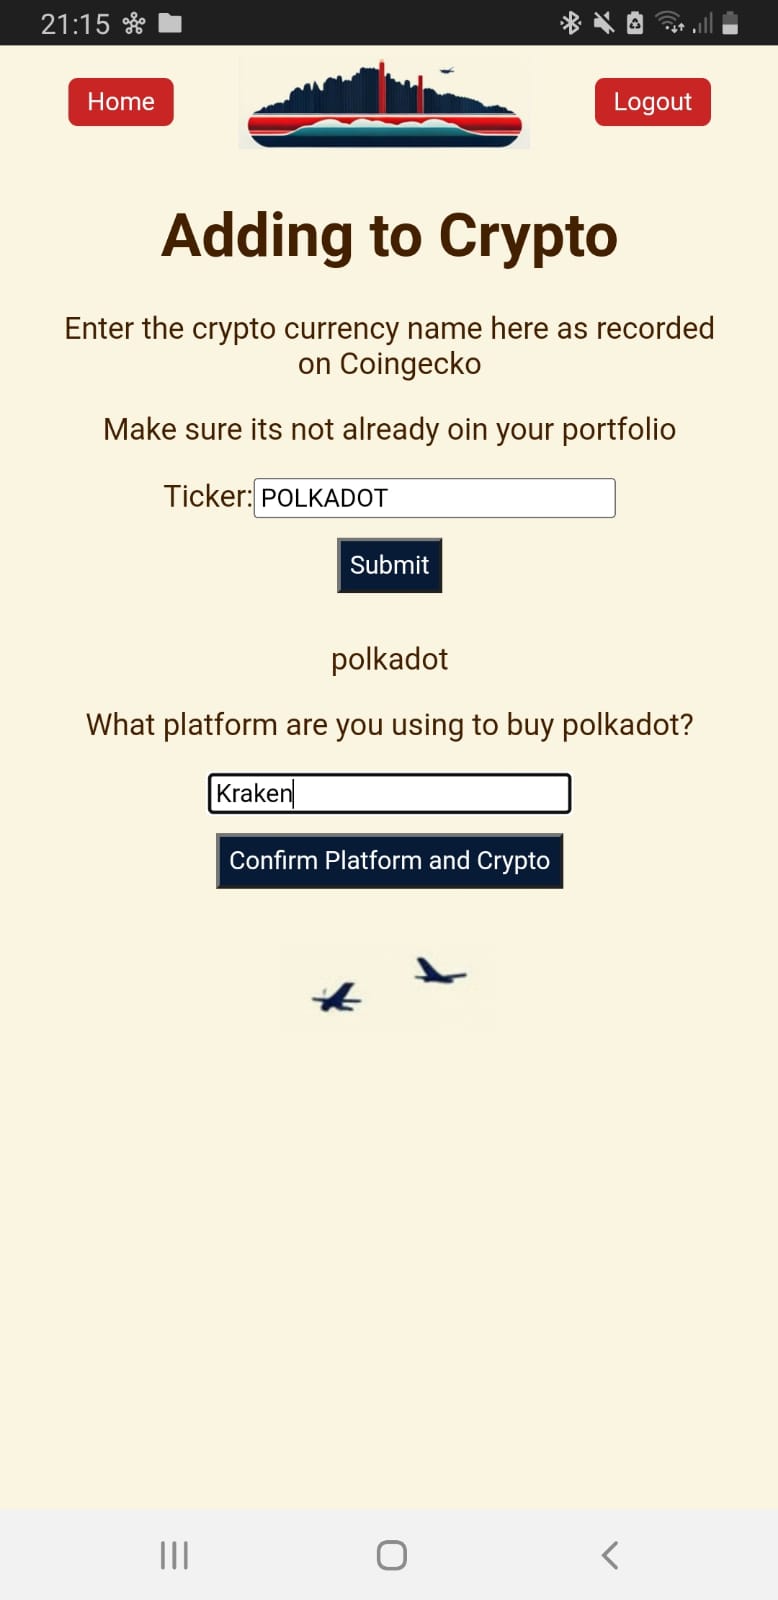 21:15
Home
Logout
Adding to Crypto
Enter the crypto currency name here as recorded
on Coingecko
Make sure its not already oin your portfolio
Ticker: POLKADOT
Submit
polkadot
What platform are you using to buy polkadot?
Kraken
Confirm Platform and Crypto